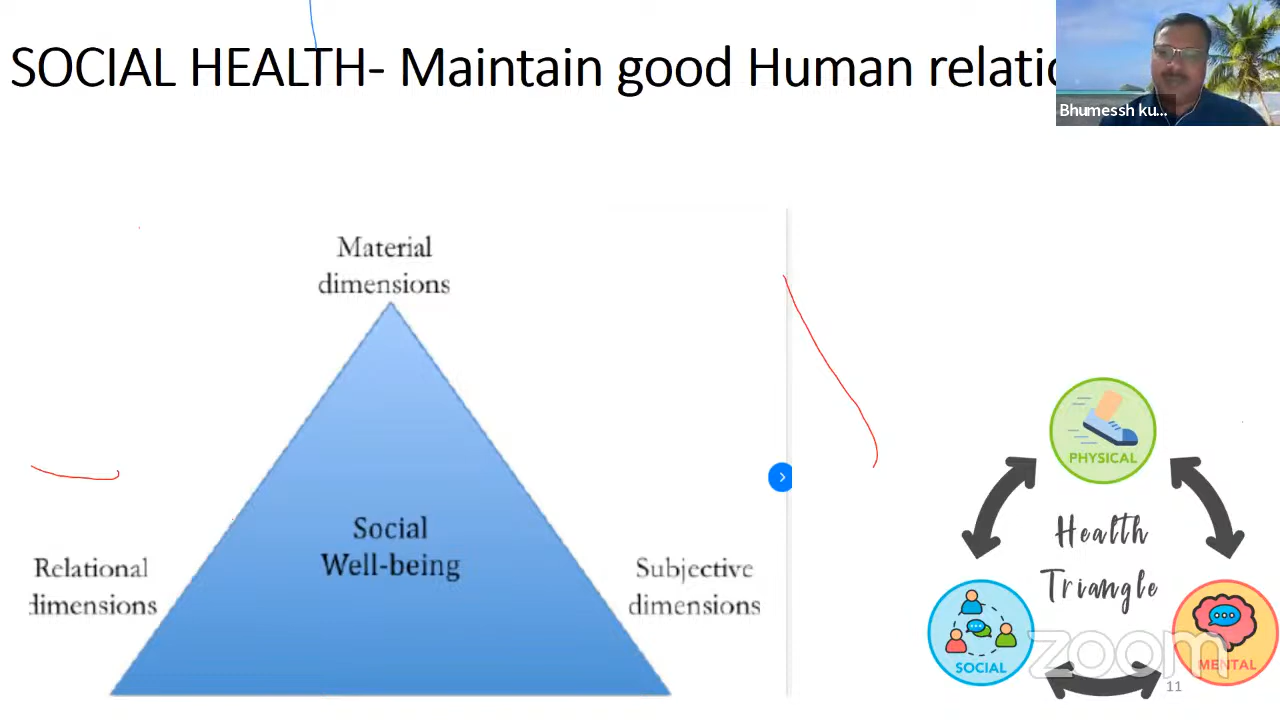 SOCIAL HEALTH- Maintain good Human relatio
Bhumessh ku...
Material
dimensions
Social
Well-being
Relational
dimensions
Subjective
dimensions
PHYSICAL
Health
Triangle
SOCIAL
MENTAL
zoom
11